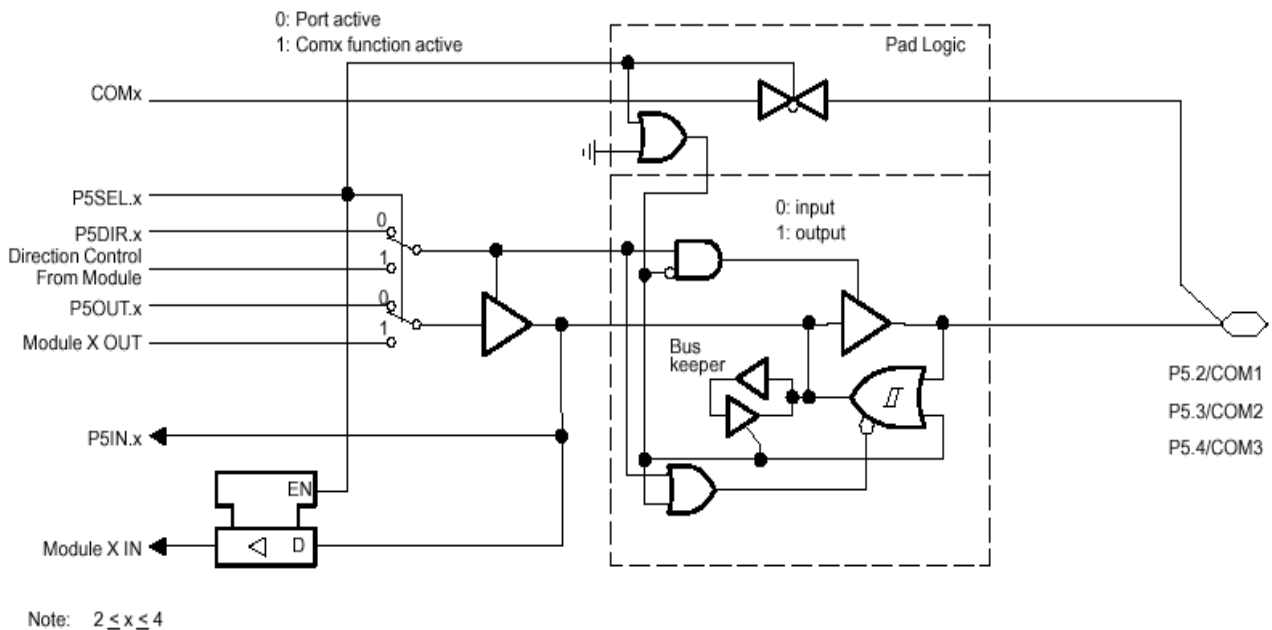 0: Port active
1: Comx function active
Pad Logic
COMx
P5SEL.x
0
P5DIR.x
Direction Control
From Module
1
0: input
1: output
P5OUT.x
0
Module X OUT
1
Bus
keeper
P5.2/COM1
P5.3/COM2
P5.4/COM3
P5IN.x
EN
D
Module X IN
Note: 2 ≤ x ≤ 4